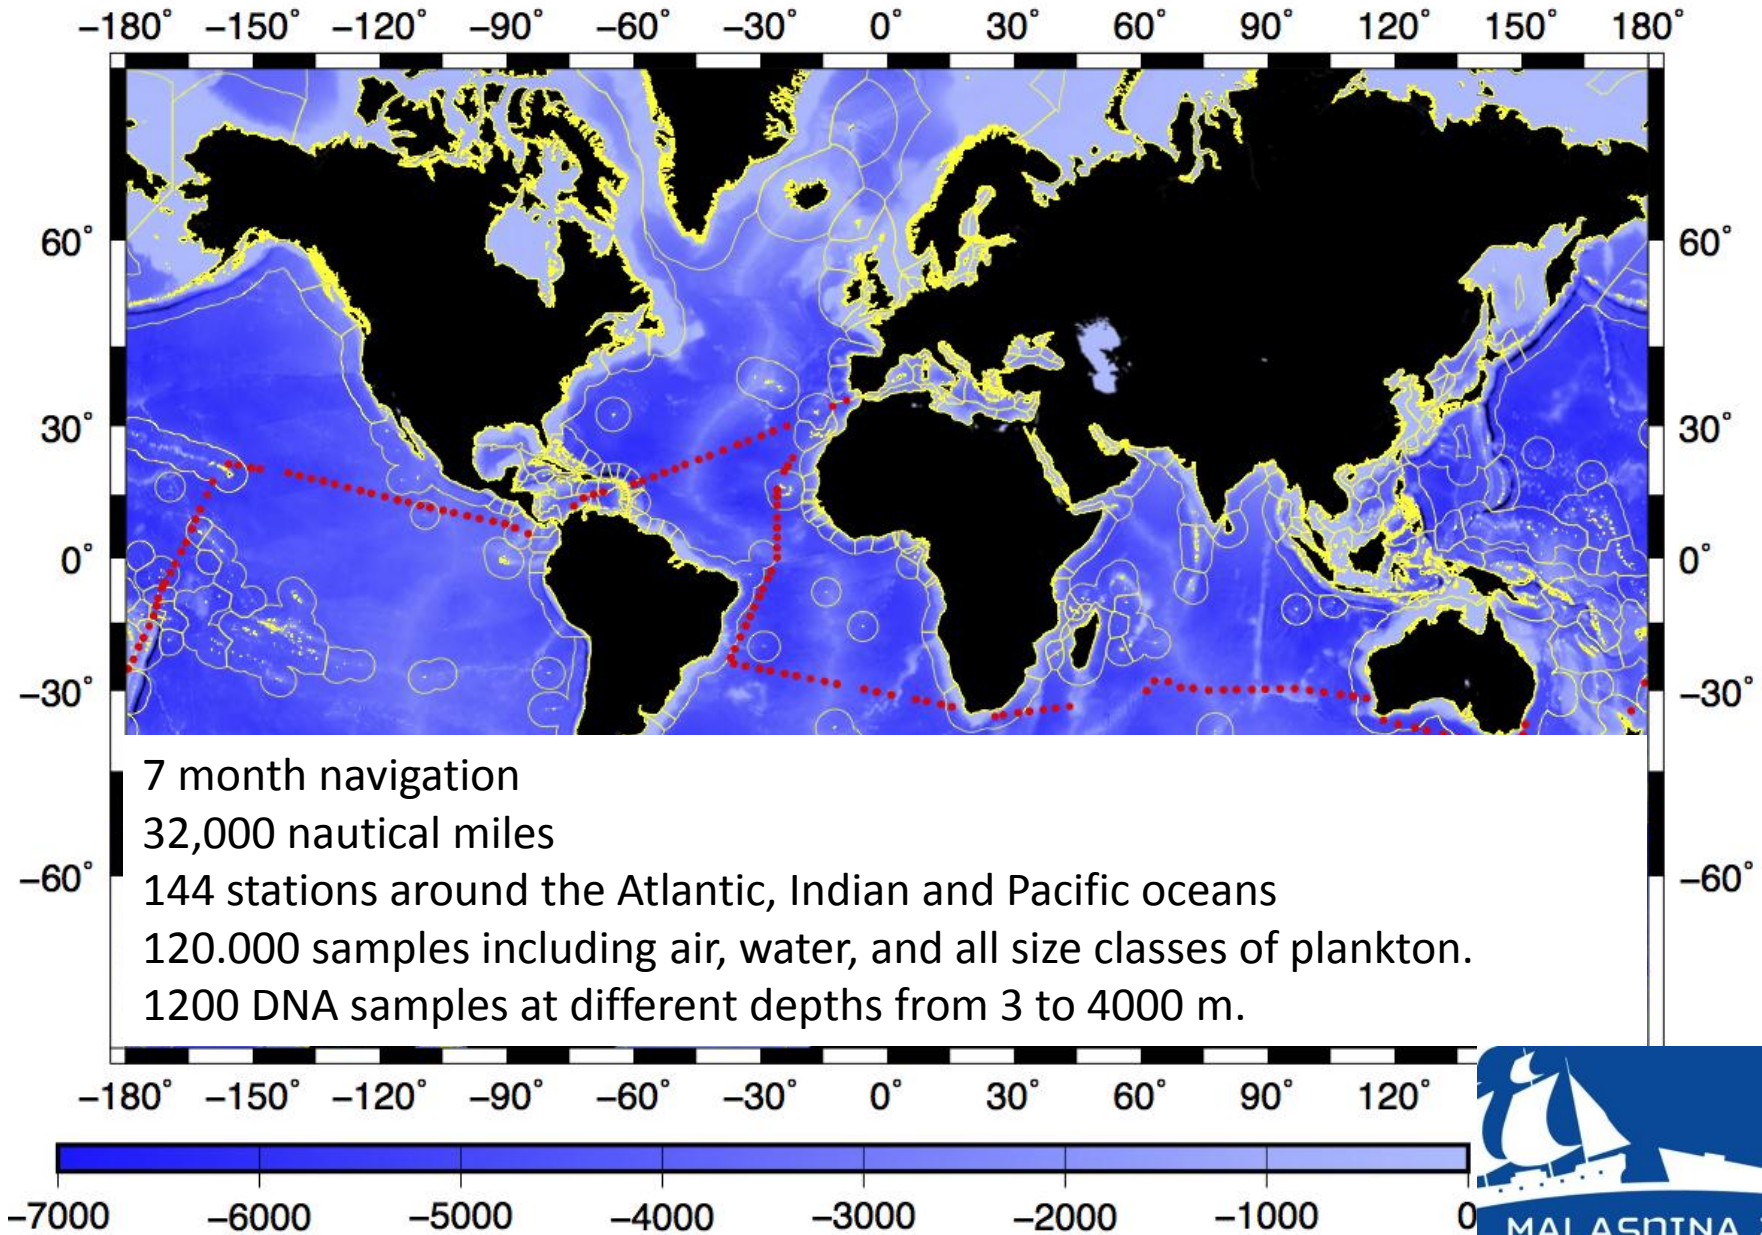 −180° −150° −120° −90° −60° −30° 0° 30° 60° 90° 120° 150° 180°
60° 60°
30° 30°
0° 0°
−30° −30°
7 month navigation
32,000 nautical miles
144 stations around the Atlantic, Indian and Pacific oceans
−60° −60°
120.000 samples including air, water, and all size classes of plankton.
1200 DNA samples at different depths from 3 to 4000 m.
−180° −150° −120° −90° −60° −30° 0° 30° 60° 90° 120°
−7000 −6000 −5000 −4000 −3000 −2000 −1000 0
MALASPINA